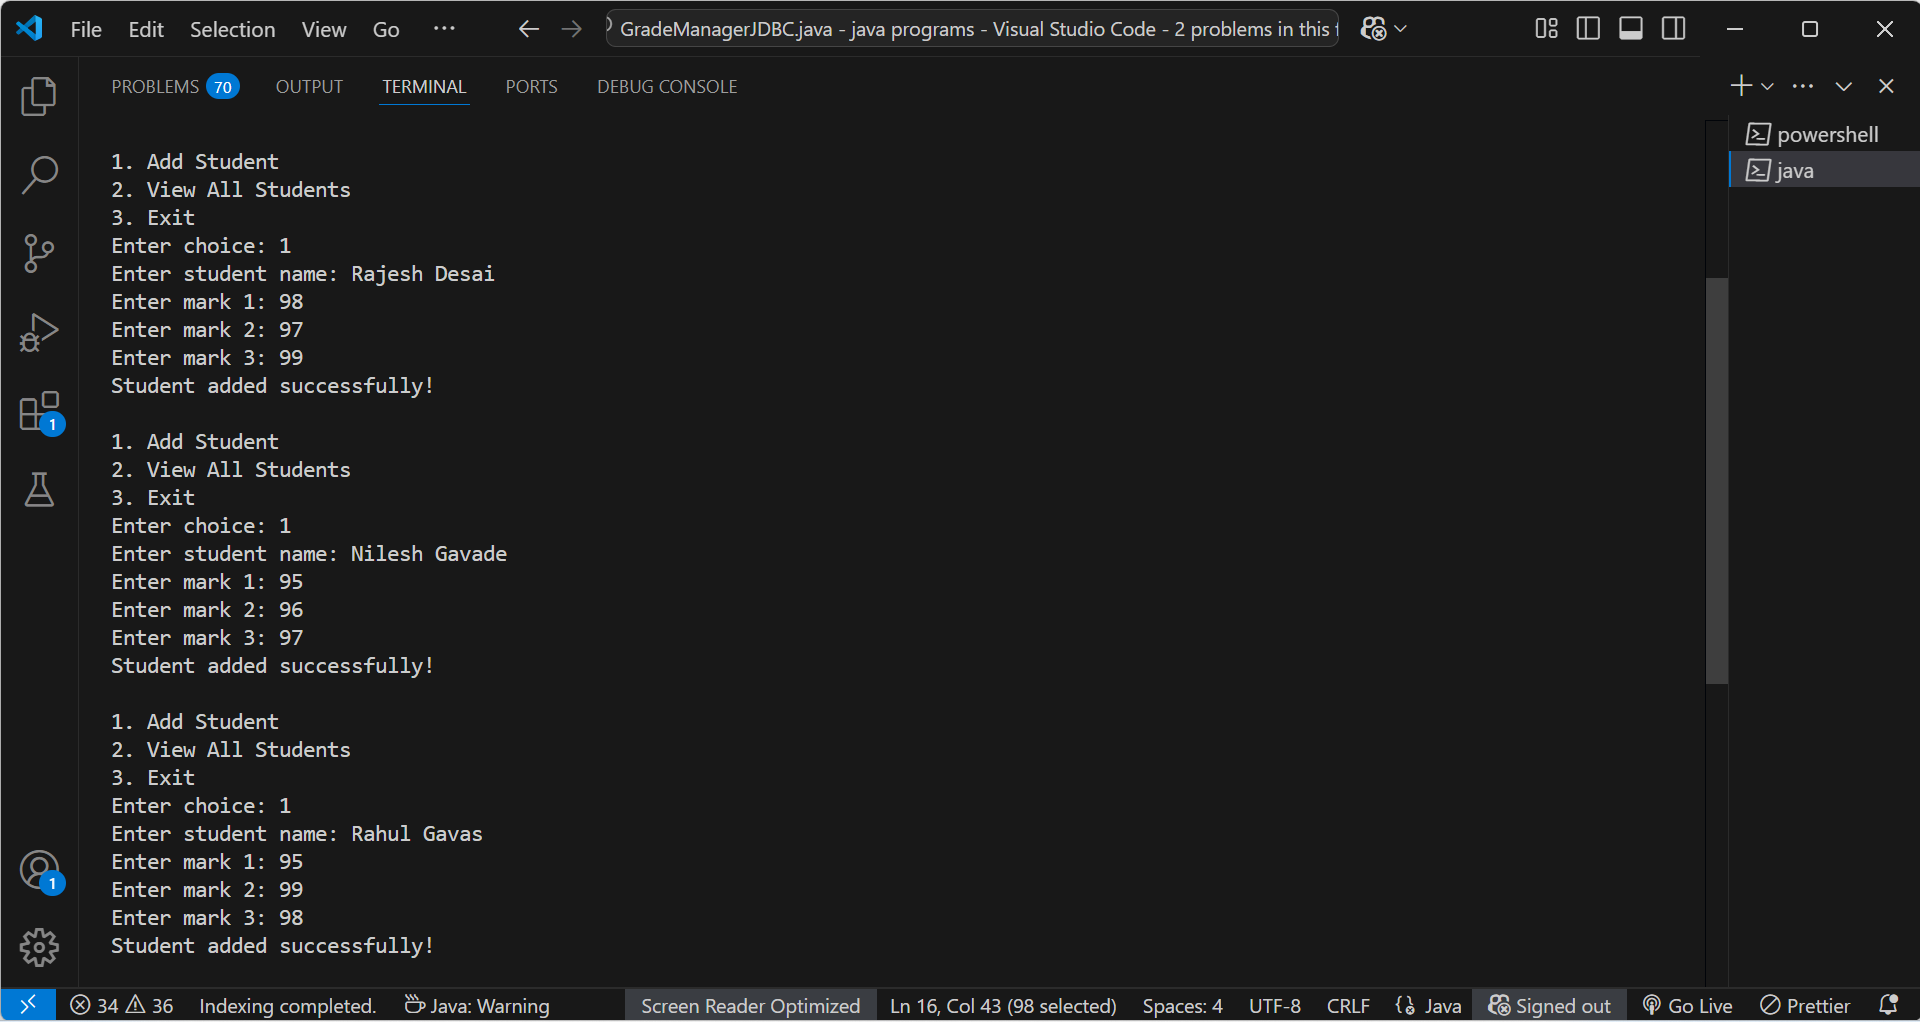 File Edit Selection View Go ··· GradeManagerJDBC.java - java programs - Visual Studio Code - 2 problems in this
PROBLEMS 70 OUTPUT TERMINAL PORTS DEBUG CONSOLE
powershell
java
1. Add Student
2. View All Students
3. Exit
Enter choice: 1
Enter student name: Rajesh Desai
Enter mark 1: 98
Enter mark 2: 97
Enter mark 3: 99
Student added successfully!
1. Add Student
2. View All Students
3. Exit
Enter choice: 1
Enter student name: Nilesh Gavade
Enter mark 1: 95
Enter mark 2: 96
Enter mark 3: 97
Student added successfully!
1. Add Student
2. View All Students
3. Exit
Enter choice: 1
Enter student name: Rahul Gavas
Enter mark 1: 95
Enter mark 2: 99
Enter mark 3: 98
Student added successfully!
1
1
34 36 Indexing completed. Java: Warning Screen Reader Optimized Ln 16, Col 43 (98 selected) Spaces: 4 UTF-8 CRLF {} Java Signed out Go Live Prettier